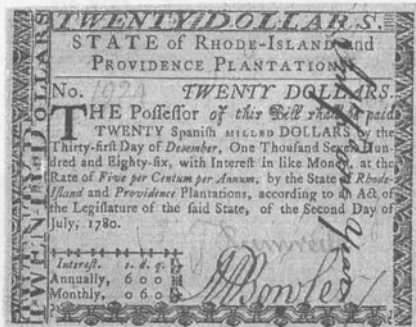 TWENTY DOLLARS.
STATE of RHODE-ISLAND and
PROVIDENCE PLANTATIONS
No. 1024 TWENTY DOLLARS.
THE Poſſeſſor of this Bill ſhall be paid
TWENTY Spaniſh MILLED DOLLARS by the
Thirty-firſt Day of December, One Thouſand Seven Hun-
dred and Eighty-ſix, with Intereſt in like Money, at the
Rate of Five per Centum per Annum, by the State of Rhode-
Iſland and Providence Plantations, according to an Act of
the Legiſlature of the ſaid State, of the Second Day of
July, 1780.
Intereſt. s. d. q.
Annually, 6 0 0
Monthly, 0 6 0
TWENTY DOLLARS